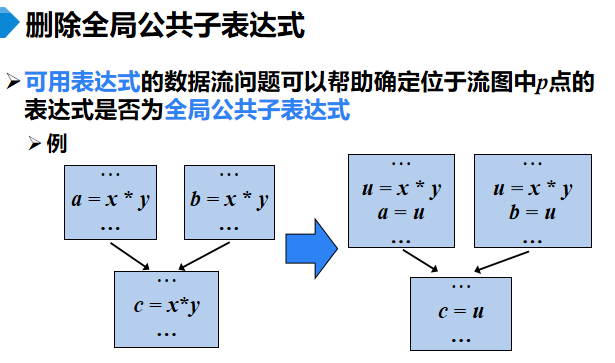 删除全局公共子表达式
➢可用表达式的数据流问题可以帮助确定位于流图中p点的
表达式是否为全局公共子表达式
➢例
…
a = x * y
…
…
b = x * y
…
…
c = x*y
…
…
u = x * y
a = u
…
…
u = x * y
b = u
…
…
c = u
…